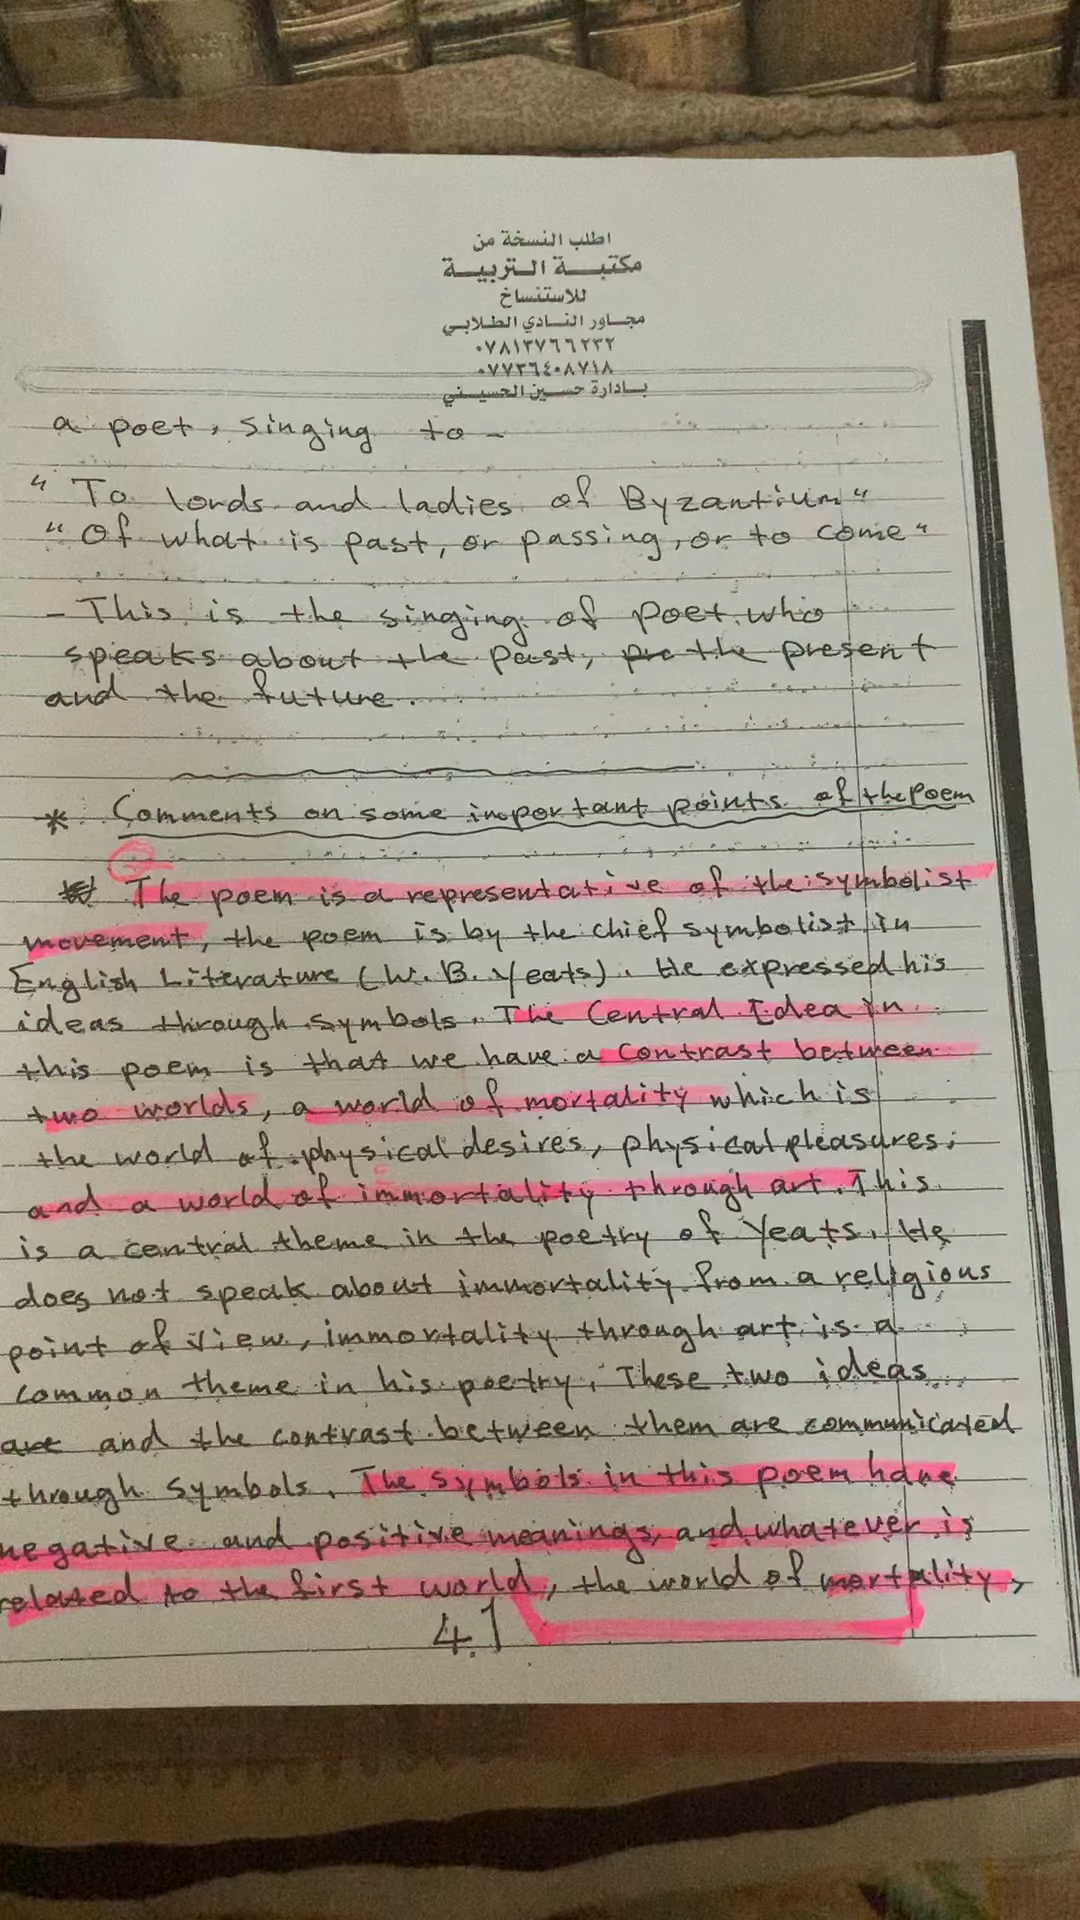 اطلب النسخة من
مكتبة التربية
للاستنساخ
مجاور النادي الطلابي
٠٧٨١٣٧٦٦٢٣٢
٠٧٧٣٦٤٠٨٧١٨
بادارة حسين الحسيني
a poet, singing to -
" To lords and ladies of Byzantium "
" Of what is past, or passing, or to come "
- This is the singing of poet who
speaks about the past, pre the present
and the future.
* Comments on some important points of the Poem
The poem is a representative of the symbolist
movement, the poem is by the chief symbolist in
English Literature (W. B. Yeats). He expressed his
ideas through symbols. The Central Idea in
this poem is that we have a contrast between
two worlds, a world of mortality which is
the world of physical desires, physical pleasures,
and a world of immortality through art. This
is a central theme in the poetry of Yeats. He
does not speak about immortality from a religious
point of view, immortality through art is a
common theme in his poetry. These two ideas
are and the contrast between them are communicated
through symbols. The symbols in this poem have
negative and positive meanings, and whatever is
related to the first world, the world of mortality,
41